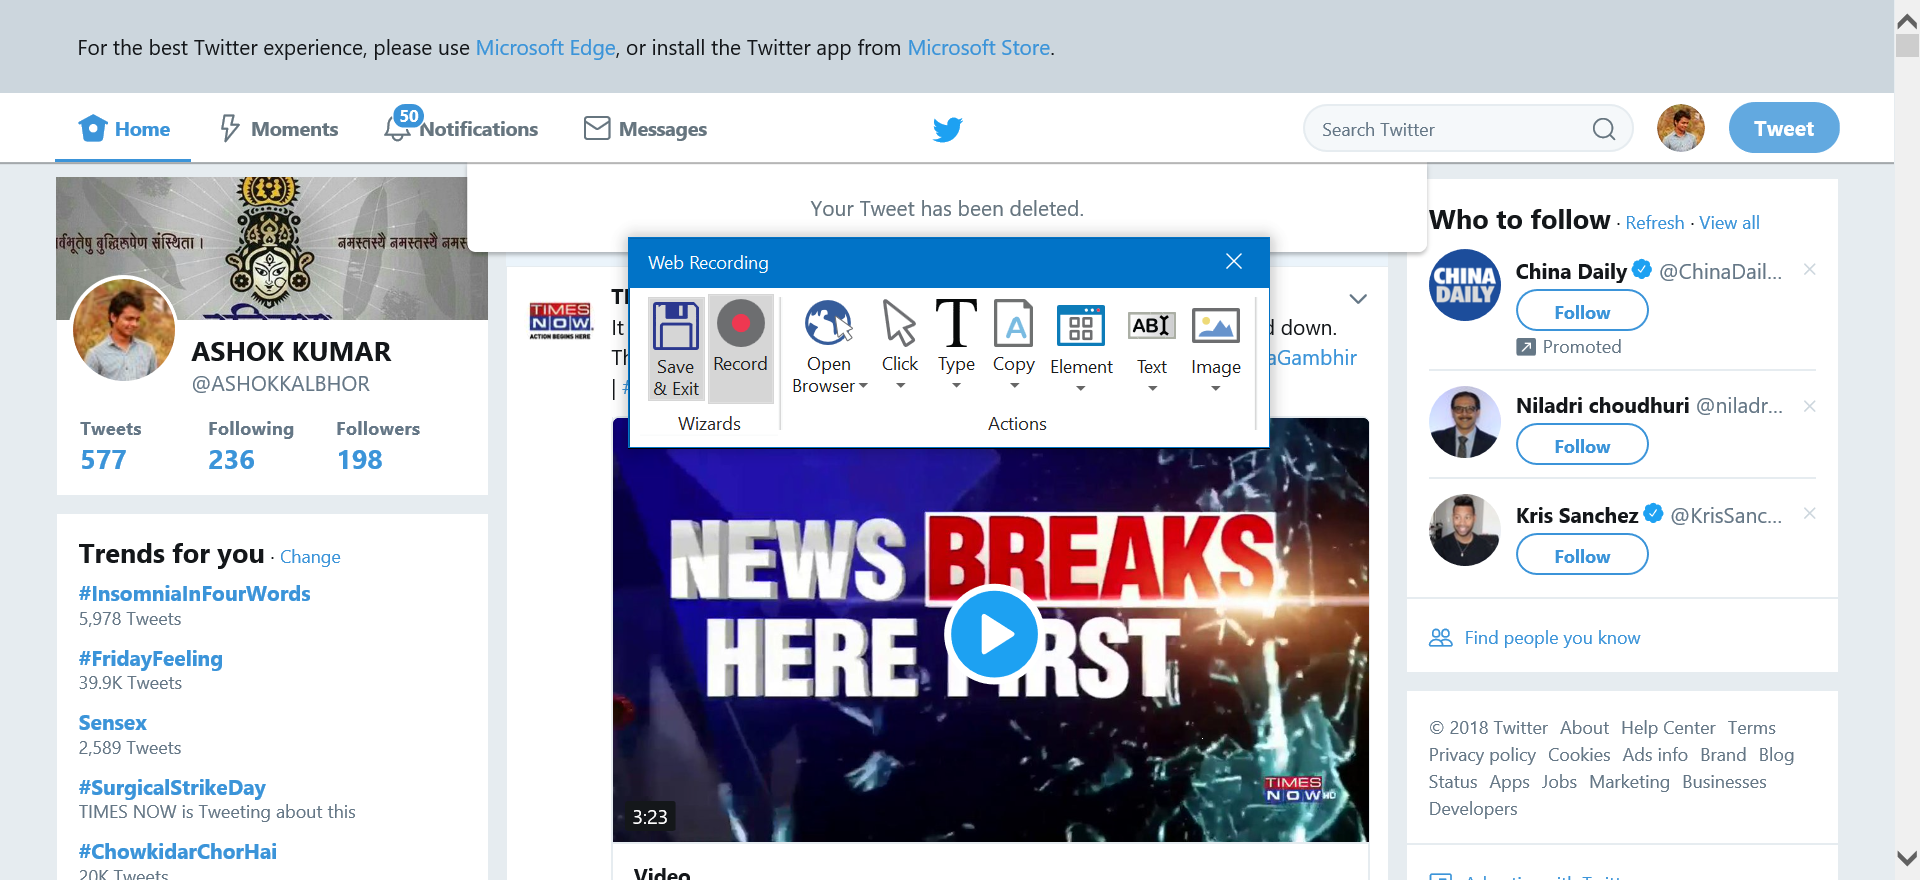 For the best Twitter experience, please use Microsoft Edge, or install the Twitter app from Microsoft Store.
Home
Moments
50
Notifications
Messages
Search Twitter
Tweet
Your Tweet has been deleted.
र्वभूतेषु बुद्धिरूपेण संस्थिता ।
नमस्तस्यै नमस्तस्यै नमस
ASHOK KUMAR
@ASHOKKALBHOR
Tweets Following Followers
577 236 198
Trends for you · Change
#InsomniaInFourWords
5,978 Tweets
#FridayFeeling
39.9K Tweets
Sensex
2,589 Tweets
#SurgicalStrikeDay
TIMES NOW is Tweeting about this
#ChowkidarChorHai
20K Tweets
Web Recording
Save & Exit
Record
Wizards
Open Browser
Click
Type
Copy
Element
Text
Image
Actions
TIMES
NOW
ACTION BEGINS HERE
It
d down.
Th
aGambhir
| #
NEWS BREAKS
HERE FIRST
TIMES
NOW HD
3:23
Video
Who to follow · Refresh · View all
CHINA
DAILY
China Daily @ChinaDail...
Follow
Promoted
Niladri choudhuri @niladr...
Follow
Kris Sanchez @KrisSanc...
Follow
Find people you know
© 2018 Twitter About Help Center Terms
Privacy policy Cookies Ads info Brand Blog
Status Apps Jobs Marketing Businesses
Developers